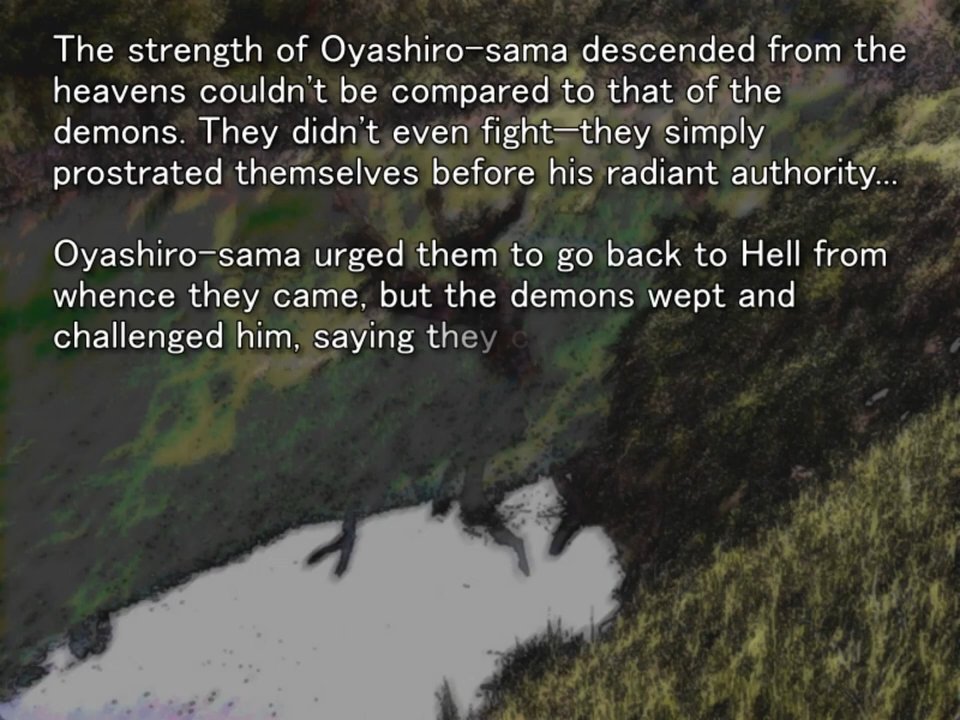 The strength of Oyashiro-sama descended from the
heavens couldn't be compared to that of the
demons. They didn't even fight—they simply
prostrated themselves before his radiant authority...
Oyashiro-sama urged them to go back to Hell from
whence they came, but the demons wept and
challenged him, saying they